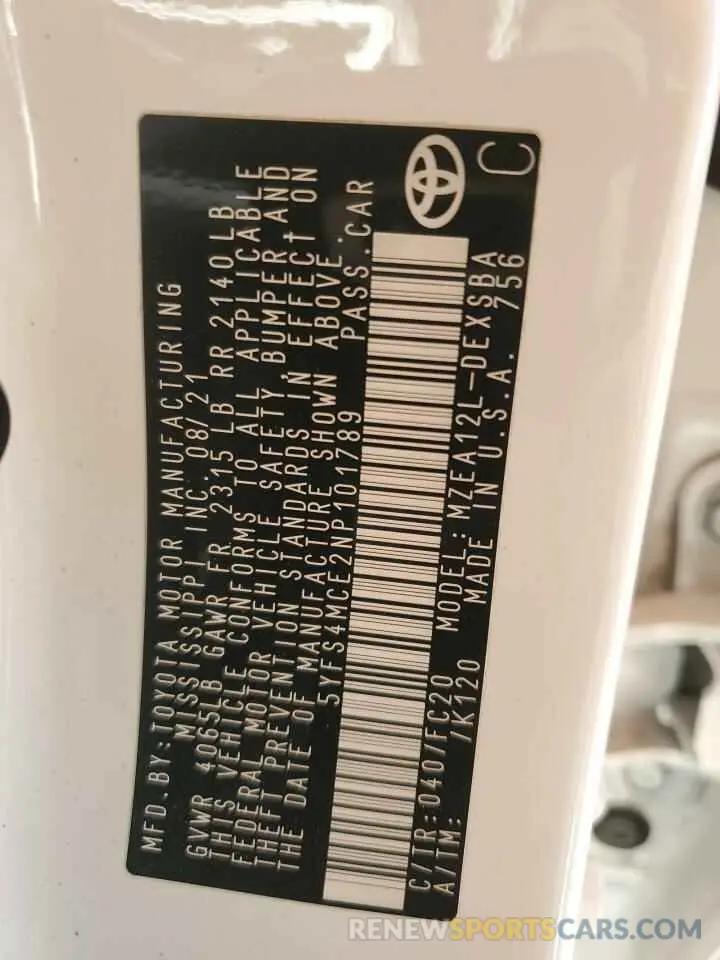 MFD.BY:TOYOTA MOTOR MANUFACTURING
MISSISSIPPI INC. 08/21
GVWR 4065LB GAWR FR 2315 LB RR 2140LB
THIS VEHICLE CONFORMS TO ALL APPLICABLE
FEDERAL MOTOR VEHICLE SAFETY, BUMPER AND
THEFT PREVENTION STANDARDS IN EFFECT ON
THE DATE OF MANUFACTURE SHOWN ABOVE.
5YFS4MCE2NP101789 PASS.CAR
C/TR:040/FC20 MODEL:MZEA12L-DEXSBA
A/TM: /K120 MADE IN U.S.A. 756
C
RENEWSPORTSCARS.COM